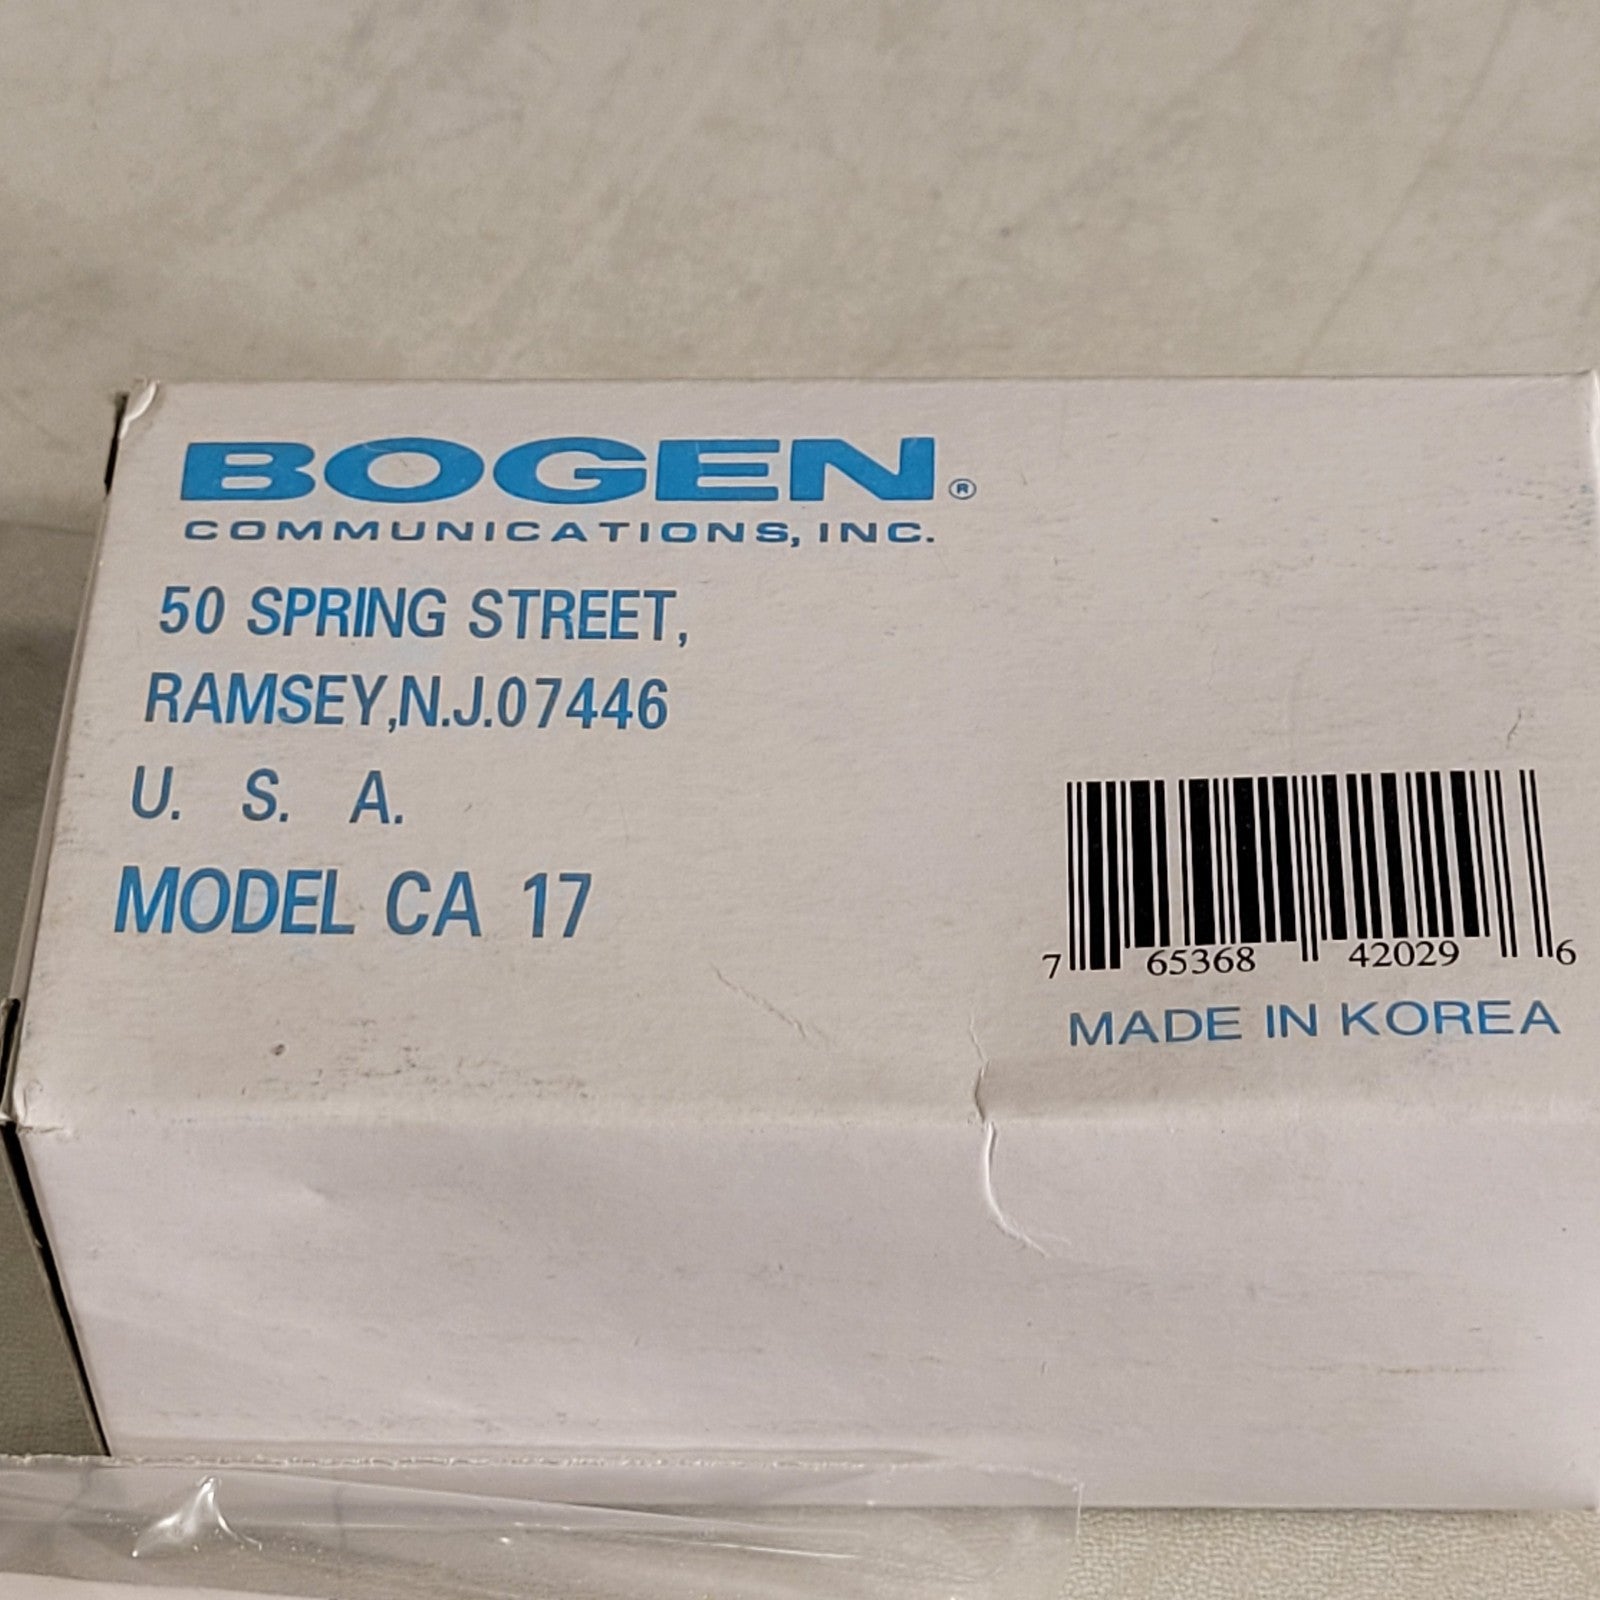 BOGEN®
COMMUNICATIONS, INC.
50 SPRING STREET,
RAMSEY,N.J.07446
U. S. A.
MODEL CA 17
7 65368 42029 6
MADE IN KOREA